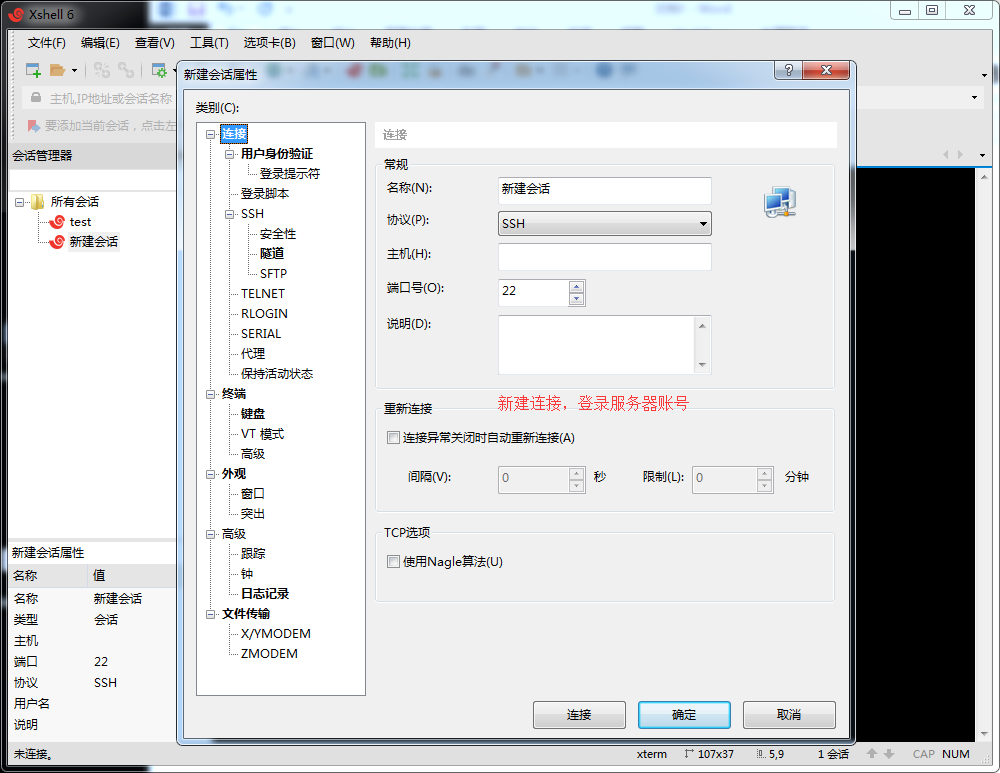 Xshell 6
文件(F) 编辑(E) 查看(V) 工具(T) 选项卡(B) 窗口(W) 帮助(H)
主机,IP地址或会话名称
要添加当前会话，点击左
会话管理器
所有会话
test
新建会话
新建会话属性
名称 值
名称 新建会话
类型 会话
主机
端口 22
协议 SSH
用户名
说明
未连接。
新建会话属性
类别(C):
连接
用户身份验证
登录提示符
登录脚本
SSH
安全性
隧道
SFTP
TELNET
RLOGIN
SERIAL
代理
保持活动状态
终端
键盘
VT 模式
高级
外观
窗口
突出
高级
跟踪
钟
日志记录
文件传输
X/YMODEM
ZMODEM
连接
常规
名称(N): 新建会话
协议(P): SSH
主机(H):
端口号(O): 22
说明(D):
新建连接，登录服务器账号
重新连接
连接异常关闭时自动重新连接(A)
间隔(V): 0 秒 限制(L): 0 分钟
TCP选项
使用Nagle算法(U)
连接 确定 取消
xterm 107x37 5,9 1 会话 CAP NUM